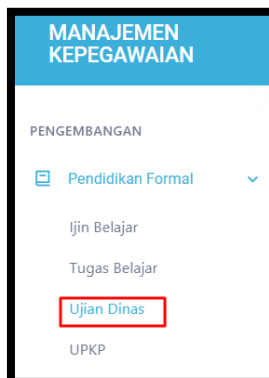 MANAJEMEN
KEPEGAWAIAN
PENGEMBANGAN
Pendidikan Formal
Ijin Belajar
Tugas Belajar
Ujian Dinas
UPKP